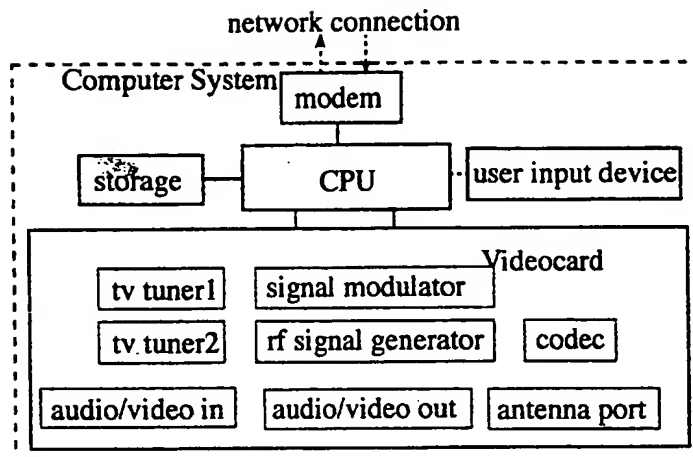 network connection
Computer System
modem
storage
CPU
user input device
Videocard
tv tuner1
signal modulator
tv tuner2
rf signal generator
codec
audio/video in
audio/video out
antenna port